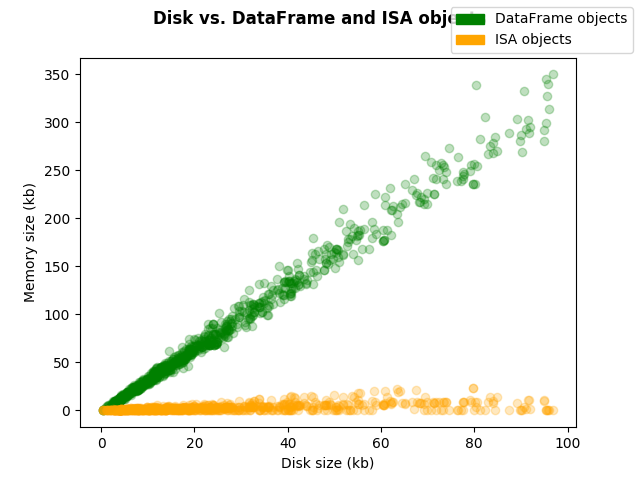 Disk vs. DataFrame and ISA obje
DataFrame objects
ISA objects
350
300
250
200
150
100
50
0
Memory size (kb)
0 20 40 60 80 100
Disk size (kb)